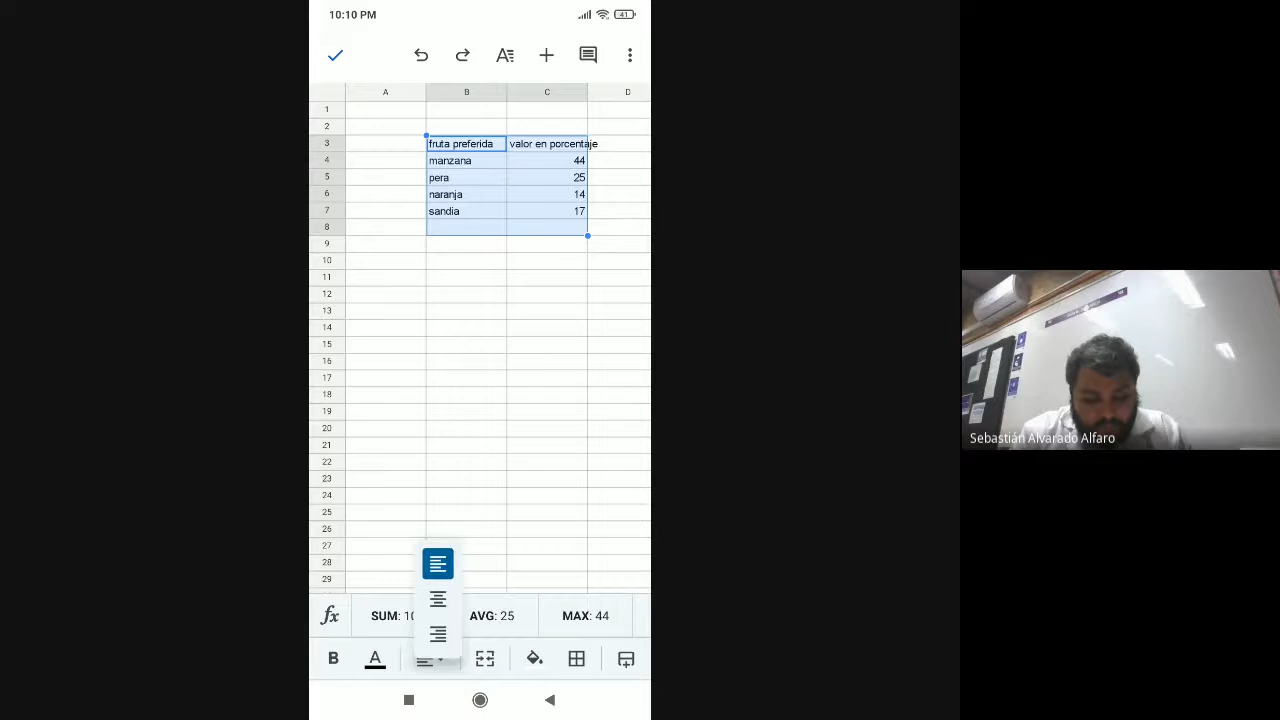 10:10 PM
41
A
A B C D
1
2
3 fruta preferida valor en porcentaje
4 manzana 44
5 pera 25
6 naranja 14
7 sandia 17
8
9
10
11
12
13
14
15
16
17
18
19
20
21
22
23
24
25
26
27
28
29
fx SUM: 10 AVG: 25 MAX: 44
B A
Sebastián Alvarado Alfaro